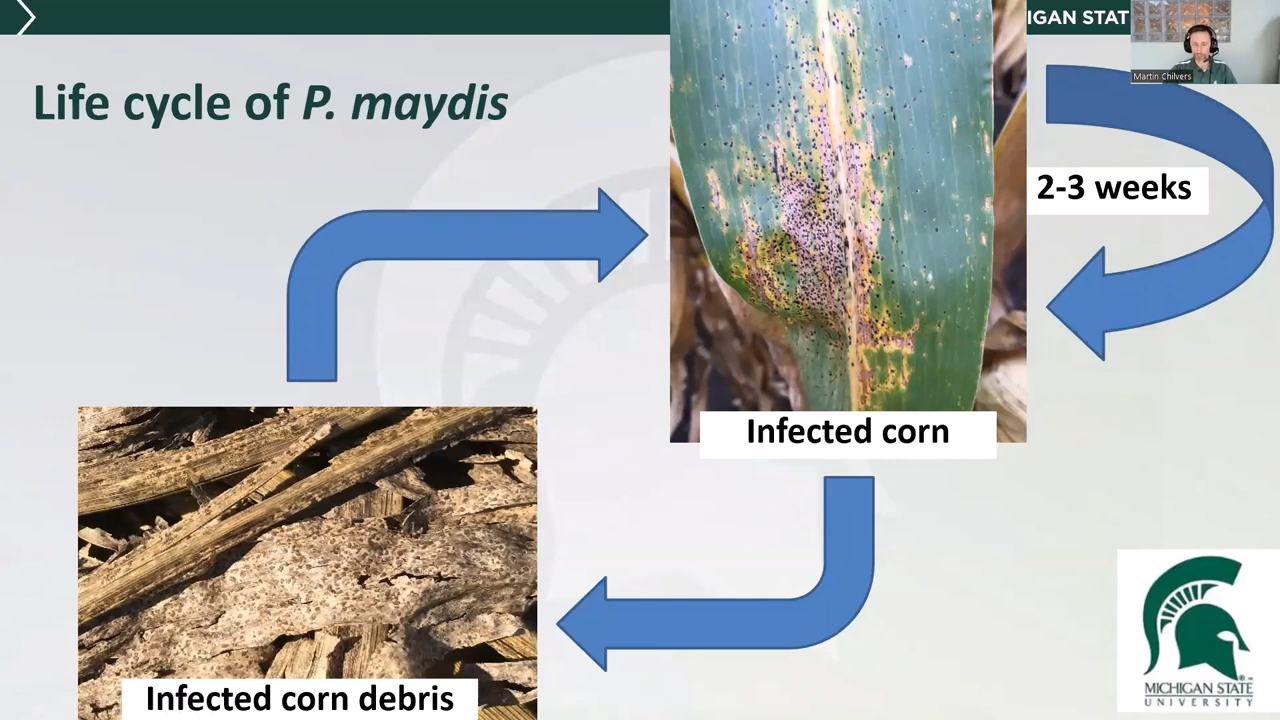 IGAN STAT
Martin Chilvers
Life cycle of P. maydis
2-3 weeks
Infected corn
Infected corn debris
MICHIGAN STATE
UNIVERSITY